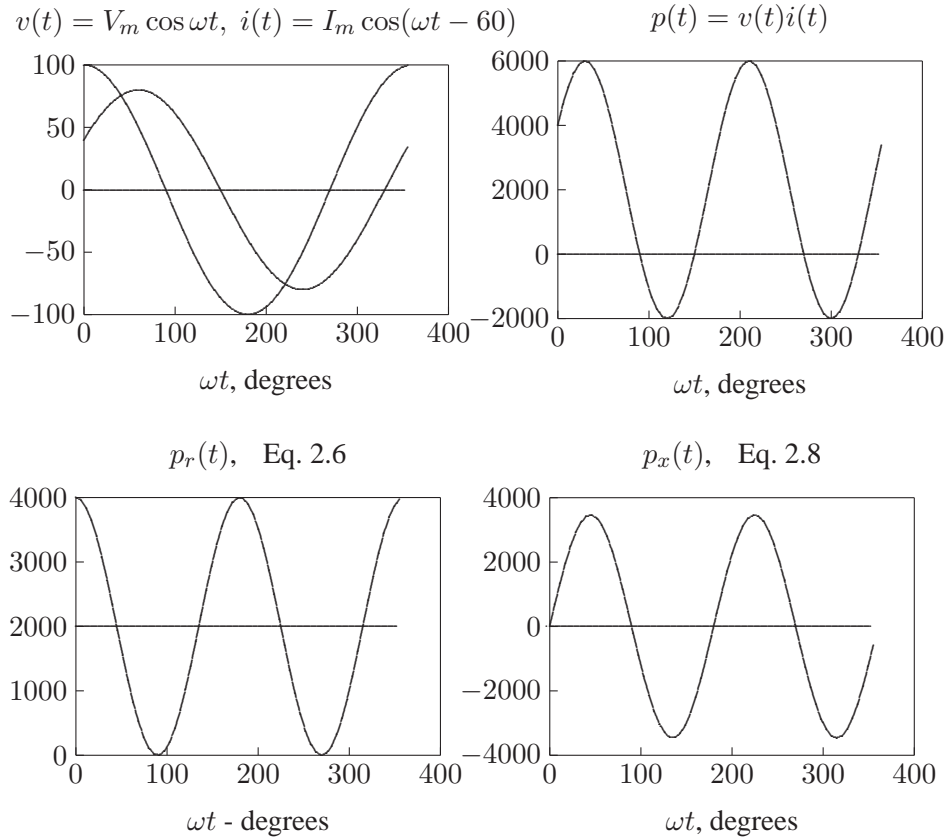 v(t) = V_m cos ωt, i(t) = I_m cos(ωt − 60)
100
50
0
−50
−100
0 100 200 300 400
ωt, degrees
p(t) = v(t)i(t)
6000
4000
2000
0
−2000
0 100 200 300 400
ωt, degrees
p_r(t), Eq. 2.6
4000
3000
2000
1000
0
0 100 200 300 400
ωt - degrees
p_x(t), Eq. 2.8
4000
2000
0
−2000
−4000
0 100 200 300 400
ωt, degrees